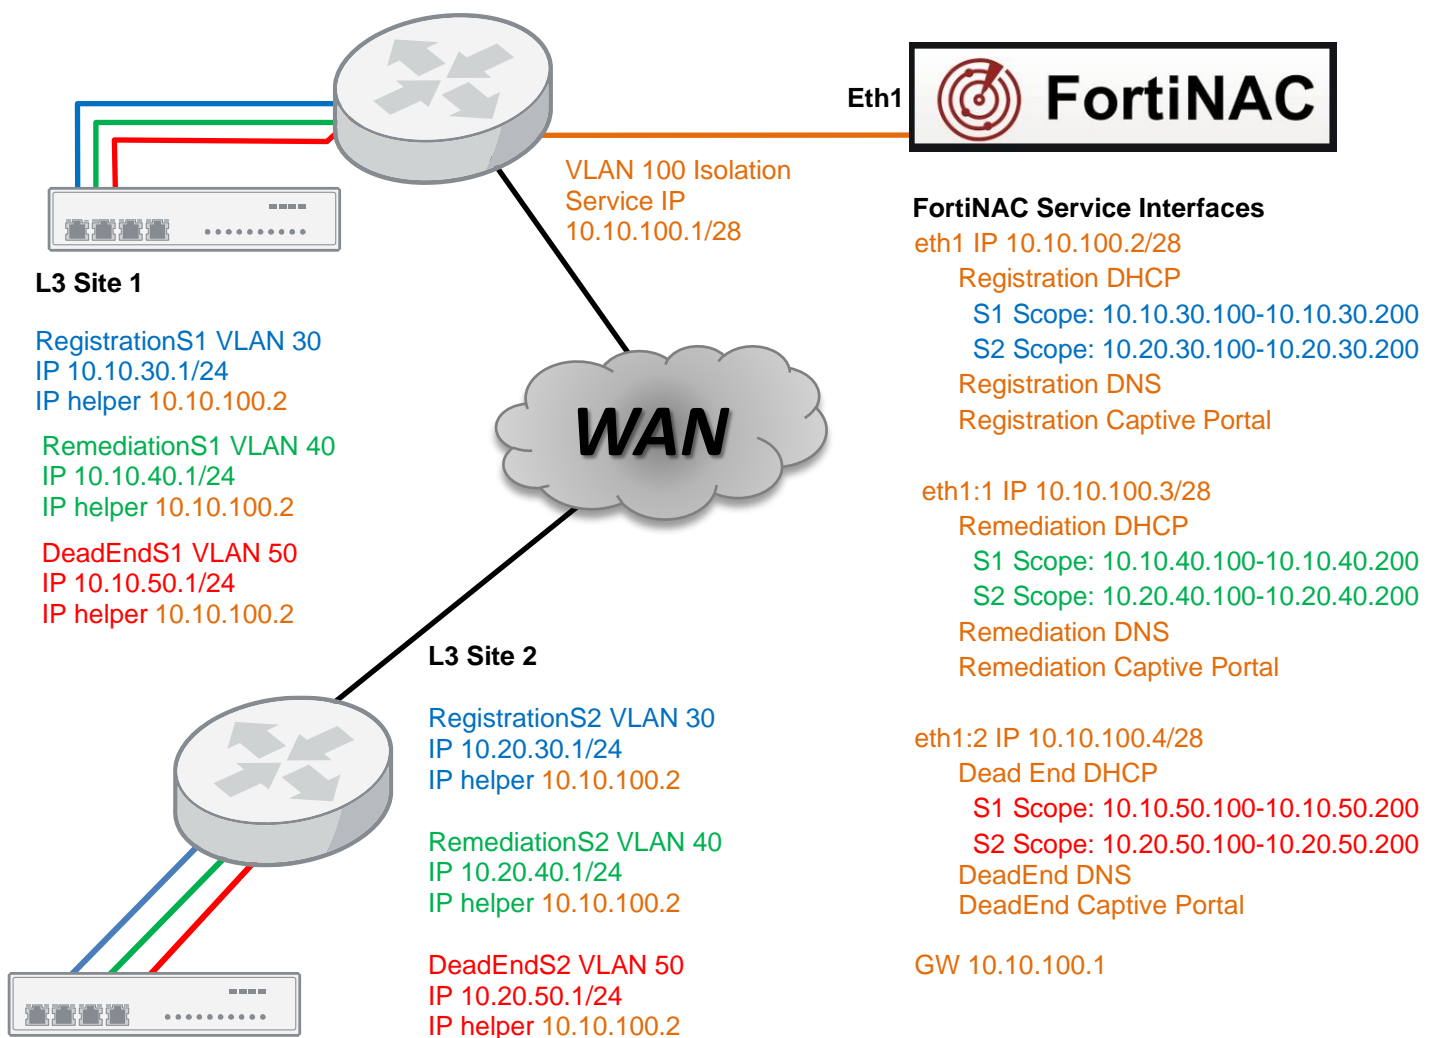 Eth1
FortiNAC
VLAN 100 Isolation
Service IP
10.10.100.1/28
L3 Site 1
RegistrationS1 VLAN 30
IP 10.10.30.1/24
IP helper 10.10.100.2
RemediationS1 VLAN 40
IP 10.10.40.1/24
IP helper 10.10.100.2
DeadEndS1 VLAN 50
IP 10.10.50.1/24
IP helper 10.10.100.2
WAN
L3 Site 2
RegistrationS2 VLAN 30
IP 10.20.30.1/24
IP helper 10.10.100.2
RemediationS2 VLAN 40
IP 10.20.40.1/24
IP helper 10.10.100.2
DeadEndS2 VLAN 50
IP 10.20.50.1/24
IP helper 10.10.100.2
FortiNAC Service Interfaces
eth1 IP 10.10.100.2/28
Registration DHCP
S1 Scope: 10.10.30.100-10.10.30.200
S2 Scope: 10.20.30.100-10.20.30.200
Registration DNS
Registration Captive Portal
eth1:1 IP 10.10.100.3/28
Remediation DHCP
S1 Scope: 10.10.40.100-10.10.40.200
S2 Scope: 10.20.40.100-10.20.40.200
Remediation DNS
Remediation Captive Portal
eth1:2 IP 10.10.100.4/28
Dead End DHCP
S1 Scope: 10.10.50.100-10.10.50.200
S2 Scope: 10.20.50.100-10.20.50.200
DeadEnd DNS
DeadEnd Captive Portal
GW 10.10.100.1